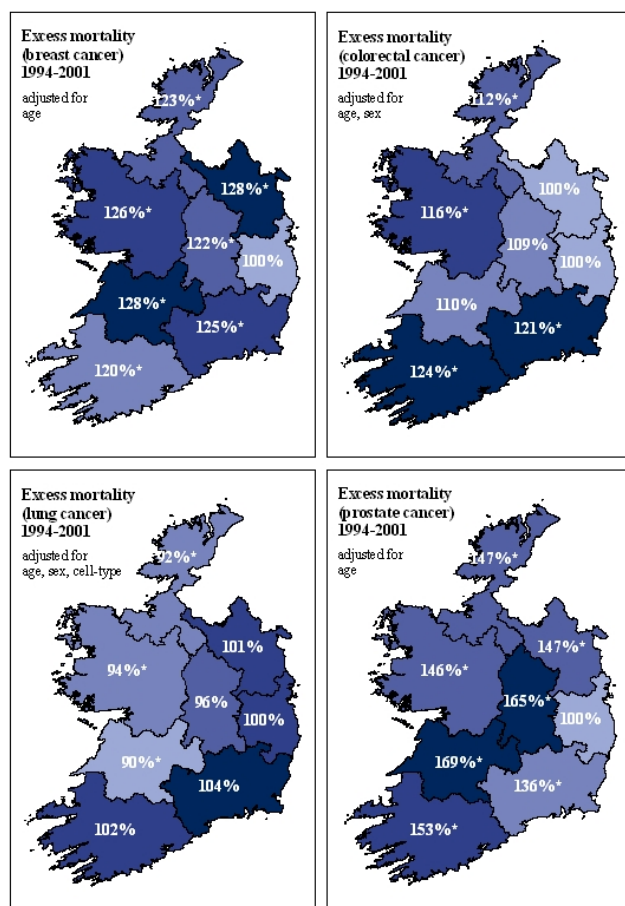 Excess mortality
(breast cancer)
1994-2001
adjusted for
age
123%*
128%*
126%*
122%*
100%
128%*
125%*
120%*
Excess mortality
(colorectal cancer)
1994-2001
adjusted for
age, sex
112%*
100%
116%*
109%
100%
110%
121%*
124%*
Excess mortality
(lung cancer)
1994-2001
adjusted for
age, sex, cell-type
92%*
101%
94%*
96%
100%
90%*
104%
102%
Excess mortality
(prostate cancer)
1994-2001
adjusted for
age
147%*
147%*
146%*
165%*
100%
169%*
136%*
153%*